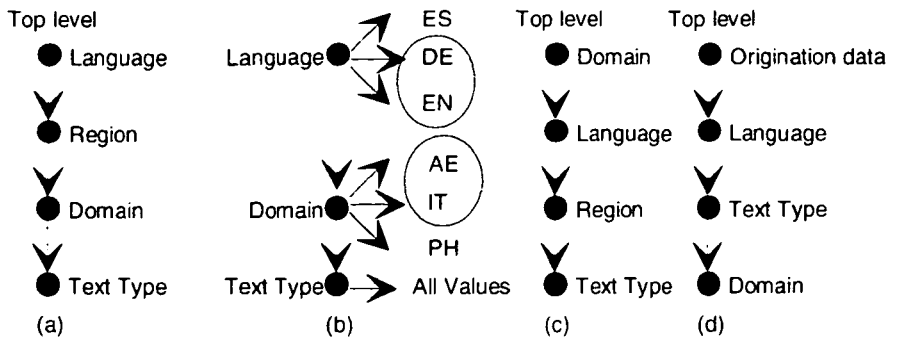 Top level
Language
Region
Domain
Text Type
(a)
Language
ES
DE
EN
Domain
AE
IT
PH
Text Type
All Values
(b)
Top level
Domain
Language
Region
Text Type
(c)
Top level
Origination data
Language
Text Type
Domain
(d)